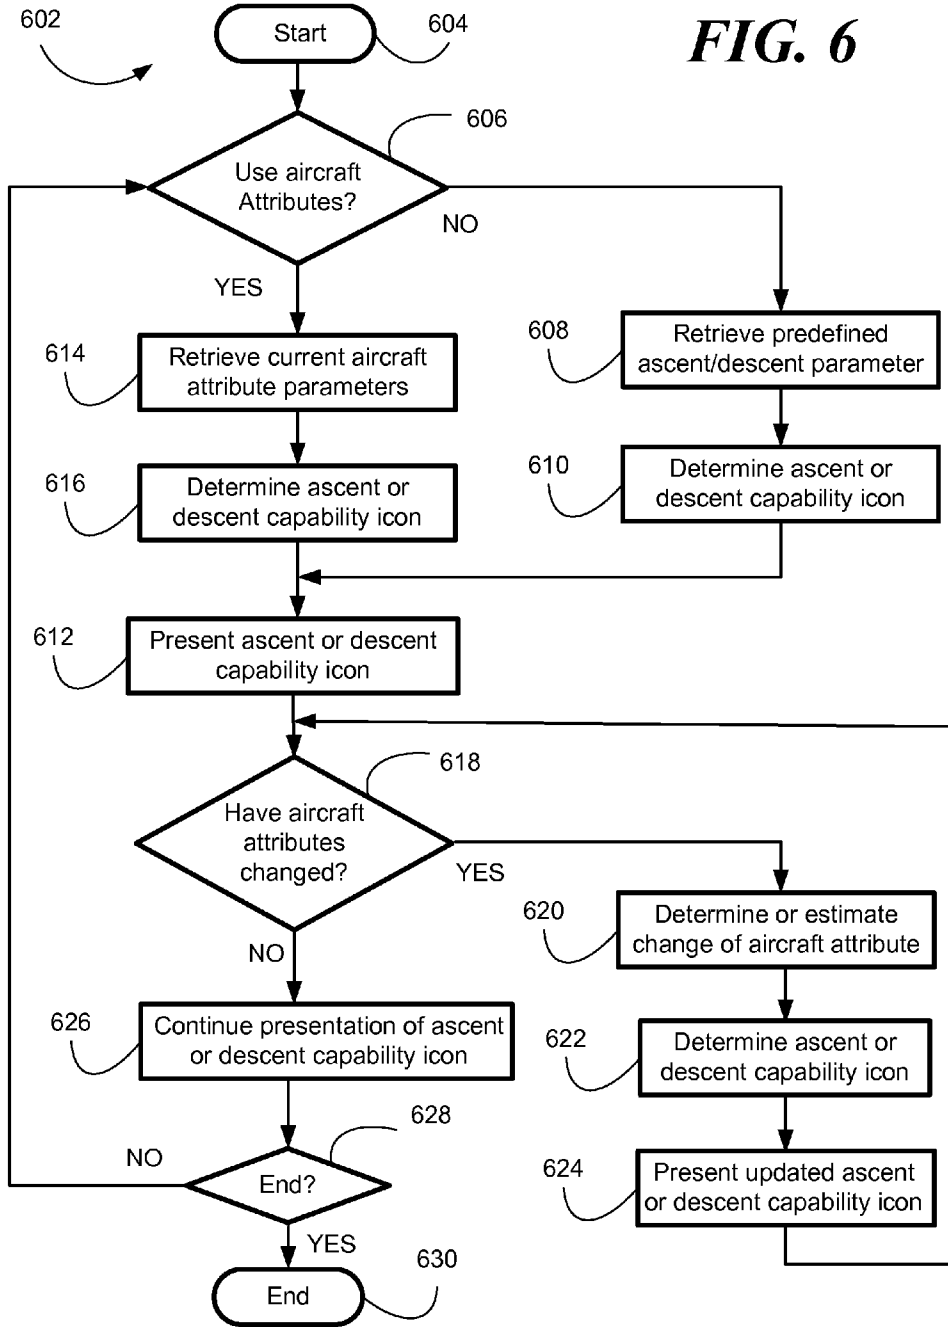 602
Start
604
FIG. 6
606
Use aircraft
Attributes?
NO
YES
614
Retrieve current aircraft
attribute parameters
608
Retrieve predefined
ascent/descent parameter
616
Determine ascent or
descent capability icon
610
Determine ascent or
descent capability icon
612
Present ascent or descent
capability icon
618
Have aircraft
attributes
changed?
YES
NO
620
Determine or estimate
change of aircraft attribute
626
Continue presentation of ascent
or descent capability icon
622
Determine ascent or
descent capability icon
628
NO
End?
YES
624
Present updated ascent
or descent capability icon
End
630